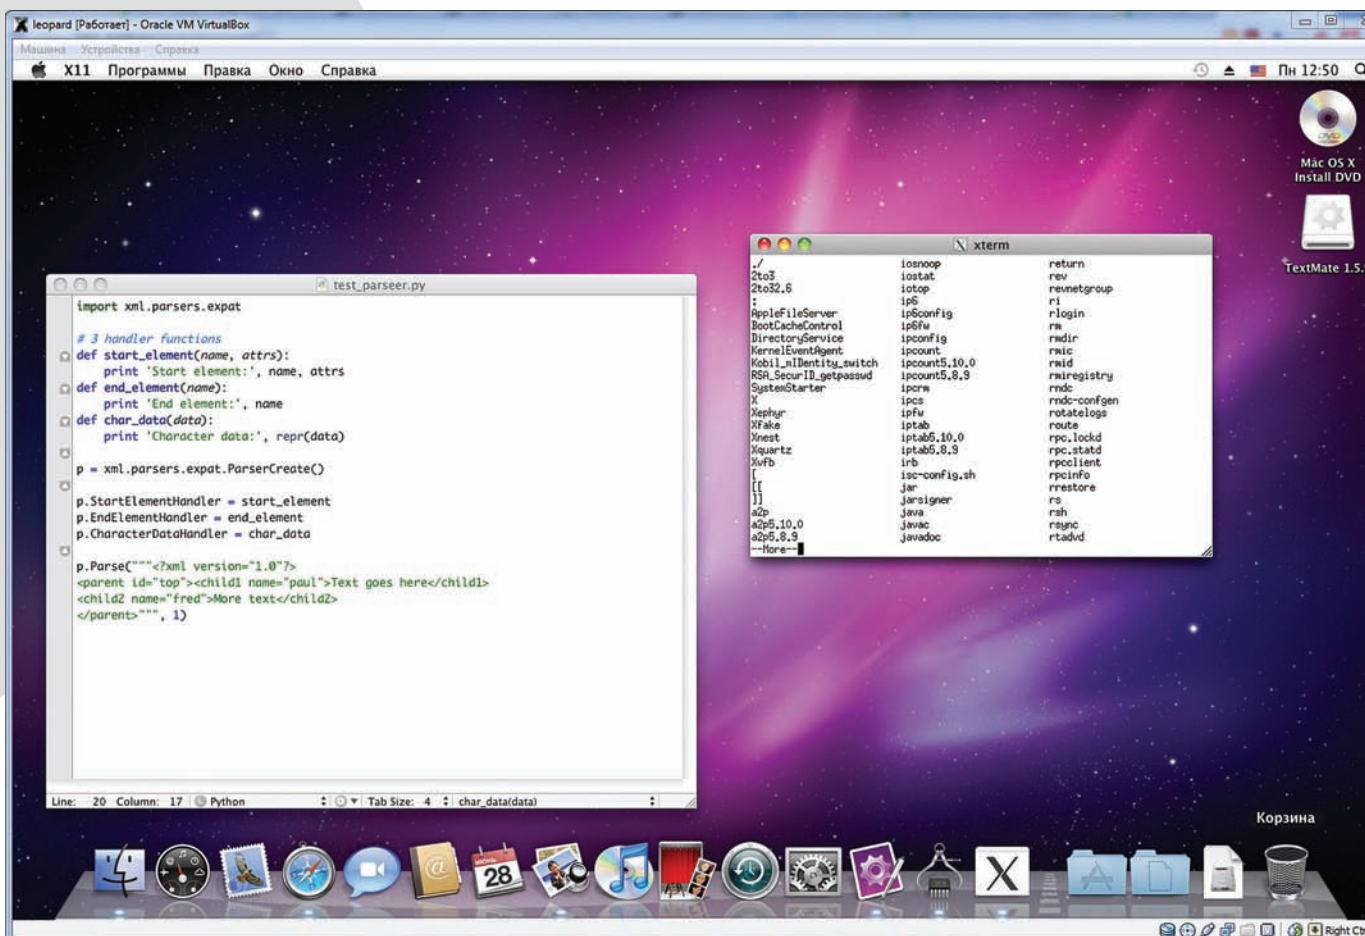 leopard [Работает] - Oracle VM VirtualBox
Машина Устройства Справка
X11 Программы Правка Окно Справка
Пн 12:50
DVD
Mac OS X
Install DVD
TextMate 1.5.
test_parseer.py
import xml.parsers.expat
# 3 handler functions
def start_element(name, attrs):
print 'Start element:', name, attrs
def end_element(name):
print 'End element:', name
def char_data(data):
print 'Character data:', repr(data)
p = xml.parsers.expat.ParserCreate()
p.StartElementHandler = start_element
p.EndElementHandler = end_element
p.CharacterDataHandler = char_data
p.Parse("""<?xml version="1.0"?>
<parent id="top"><child1 name="paul">Text goes here</child1>
<child2 name="fred">More text</child2>
</parent>""", 1)
Line: 20 Column: 17 Python Tab Size: 4 char_data(data)
X xterm
./ iosnoop return
2to3 iostat rev
2to32.6 iotop revnetgroup
: ip6 ri
AppleFileServer ip6config rlogin
BootCacheControl ip6fw rm
DirectoryService ipconfig rmdir
KernelEventAgent ipcount rmic
Kobil_mIDentity_switch ipcount5.10.0 rmid
RSA_SecurID_getpasswd ipcount5.8.9 rmiregistry
SystemStarter ipcrm rndc
X ipcs rndc-confgen
Xephyr ipfw rotatelogs
Xfake iptab route
Xnest iptab5.10.0 rpc.lockd
Xquartz iptab5.8.9 rpc.statd
Xvfb irb rpcclient
[ isc-config.sh rpcinfo
[[ jar rrestore
]] jarsigner rs
a2p java rsh
a2p5.10.0 javac rsync
a2p5.8.9 javadoc rtadvd
--More--
Корзина
ИЮНЬ
28
X
Right Ct